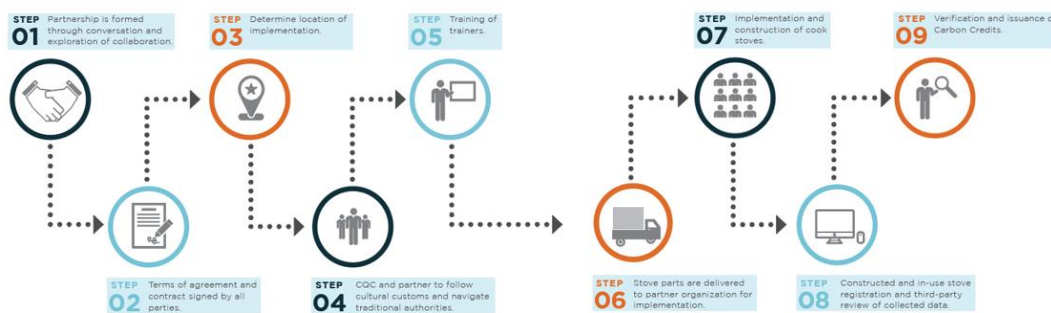 STEP 01
Partnership is formed
through conversation and
exploration of collaboration.
STEP 02
Terms of agreement and
contract signed by all
parties.
STEP 03
Determine location of
implementation.
STEP 04
CQC and partner to follow
cultural customs and navigate
traditional authorities.
STEP 05
Training of
trainers.
STEP 06
Stove parts are delivered
to partner organization for
implementation.
STEP 07
Implementation and
construction of cook
stoves.
STEP 08
Constructed and in-use stove
registration and third-party
review of collected data.
STEP 09
Verification and issuance
Carbon Credits.